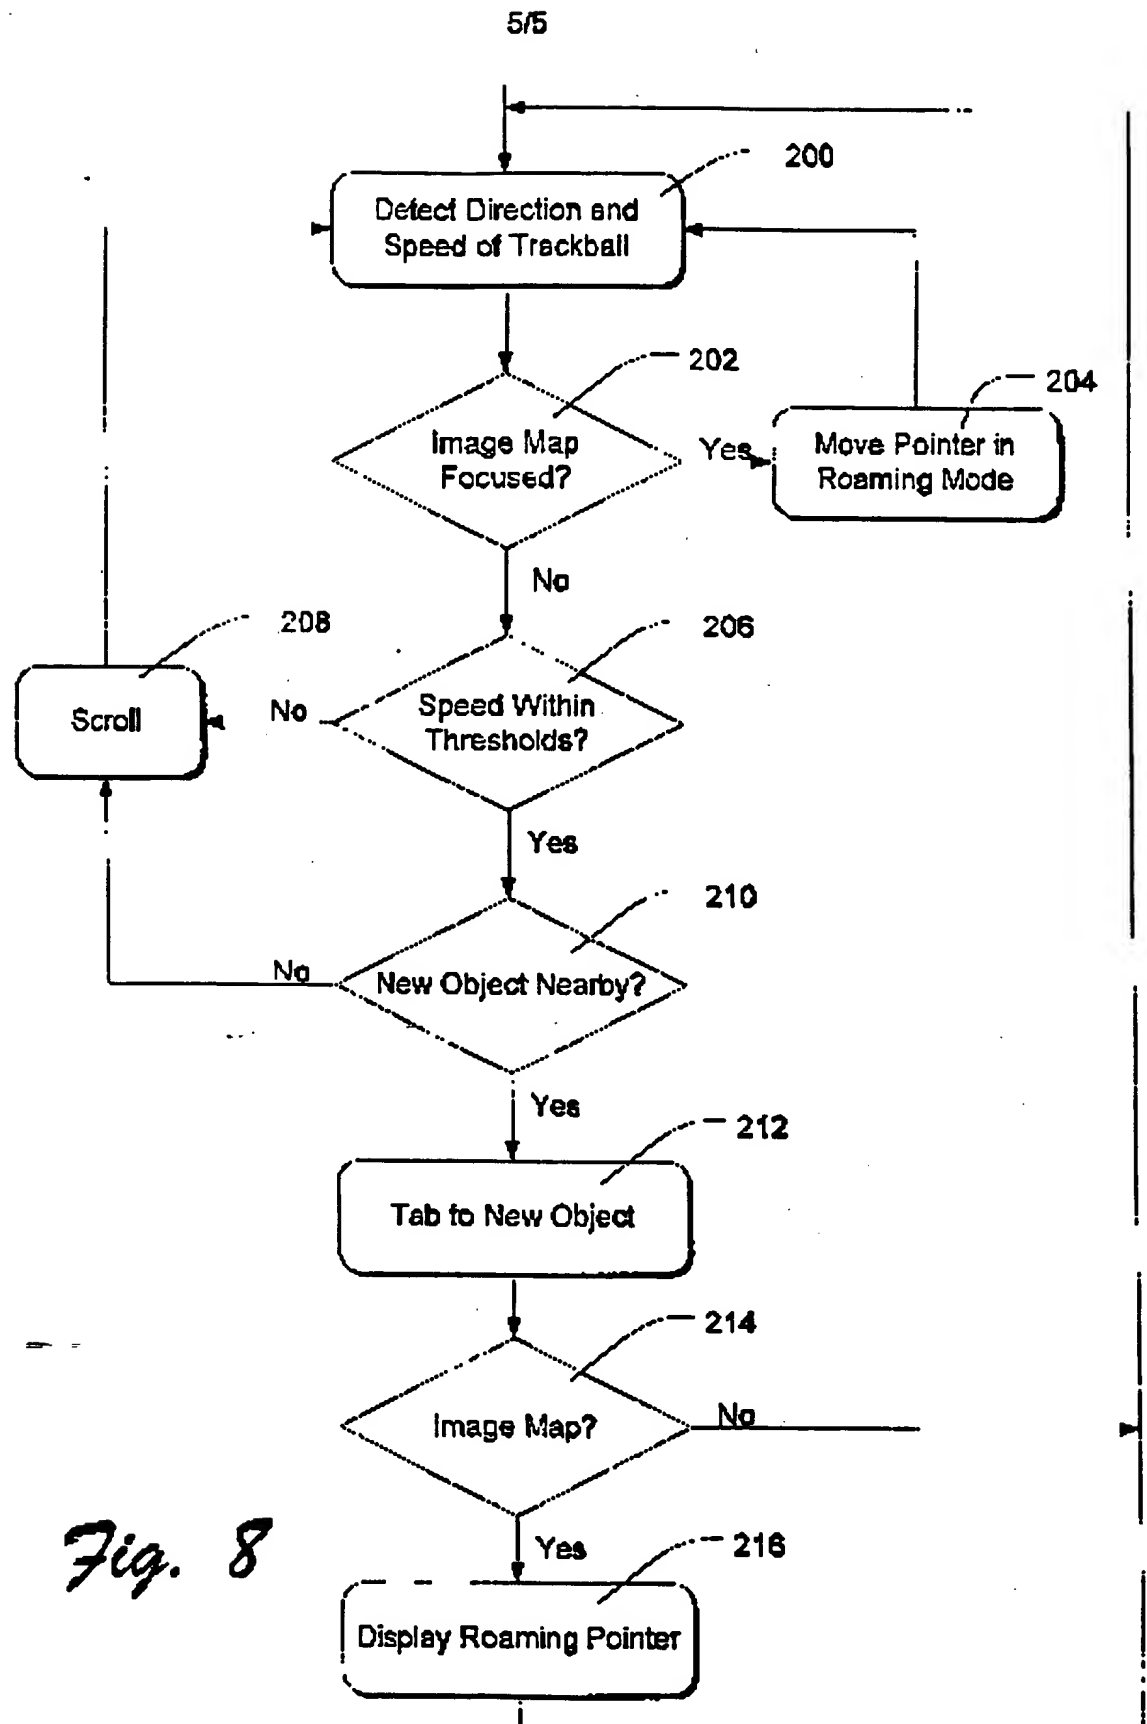 5/5
200
Detect Direction and
Speed of Trackball
202
204
Image Map
Focused?
Yes
Move Pointer in
Roaming Mode
No
208
206
Scroll
No
Speed Within
Thresholds?
Yes
210
No
New Object Nearby?
Yes
212
Tab to New Object
214
Image Map?
No
Yes
216
Display Roaming Pointer
Fig. 8